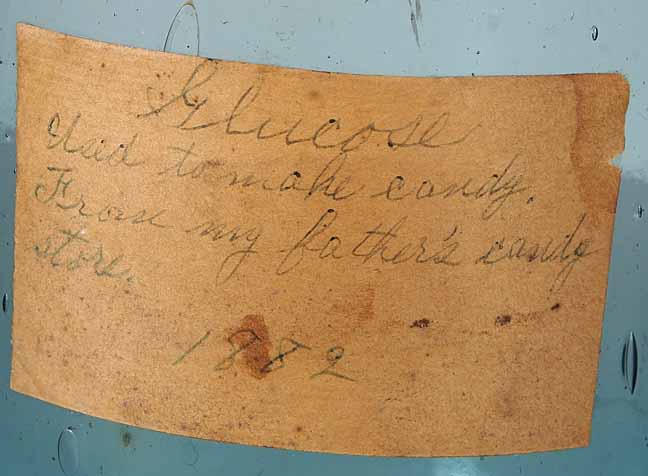 Glucose
Used to make candy.
From my father's candy
store.
1882